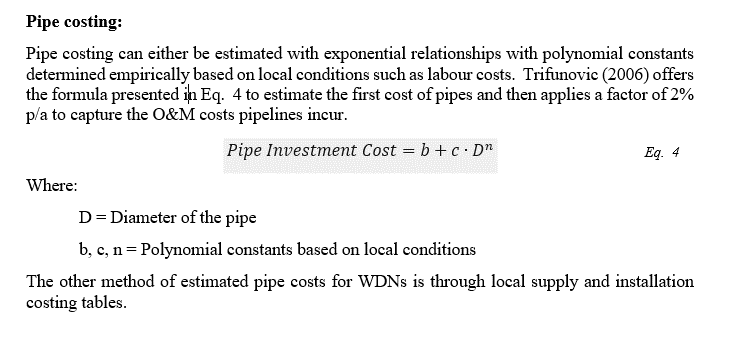 Pipe costing:
Pipe costing can either be estimated with exponential relationships with polynomial constants
determined empirically based on local conditions such as labour costs.  Trifunovic (2006) offers
the formula presented in Eq.  4 to estimate the first cost of pipes and then applies a factor of 2%
p/a to capture the O&M costs pipelines incur.
Pipe Investment Cost = b + c · Dⁿ    Eq.  4
Where:
D = Diameter of the pipe
b, c, n = Polynomial constants based on local conditions
The other method of estimated pipe costs for WDNs is through local supply and installation
costing tables.